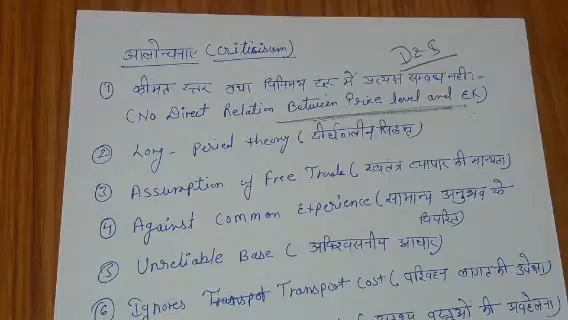 आलोचनाए (Critioisum)
D≥S
① कीमत स्तर तथा विनिमय दर में प्रत्यक्ष सम्बन्ध नहीं:-
(No Direct Relation Between Price level and ER)
② Long-Period theory (दीर्घकालीन सिद्धान्त)
③ Assumption of Free Trade (स्वतंत्र व्यापार की मान्यता)
④ Against Common Experience (सामान्य अनुभव के
विपरित)
⑤ Unreliable Base (अविश्वसनीय आधार)
⑥ Ignores Transport Cost (परिवहन लागत की उपेक्षा)
वस्तुओं की अवहेलना)